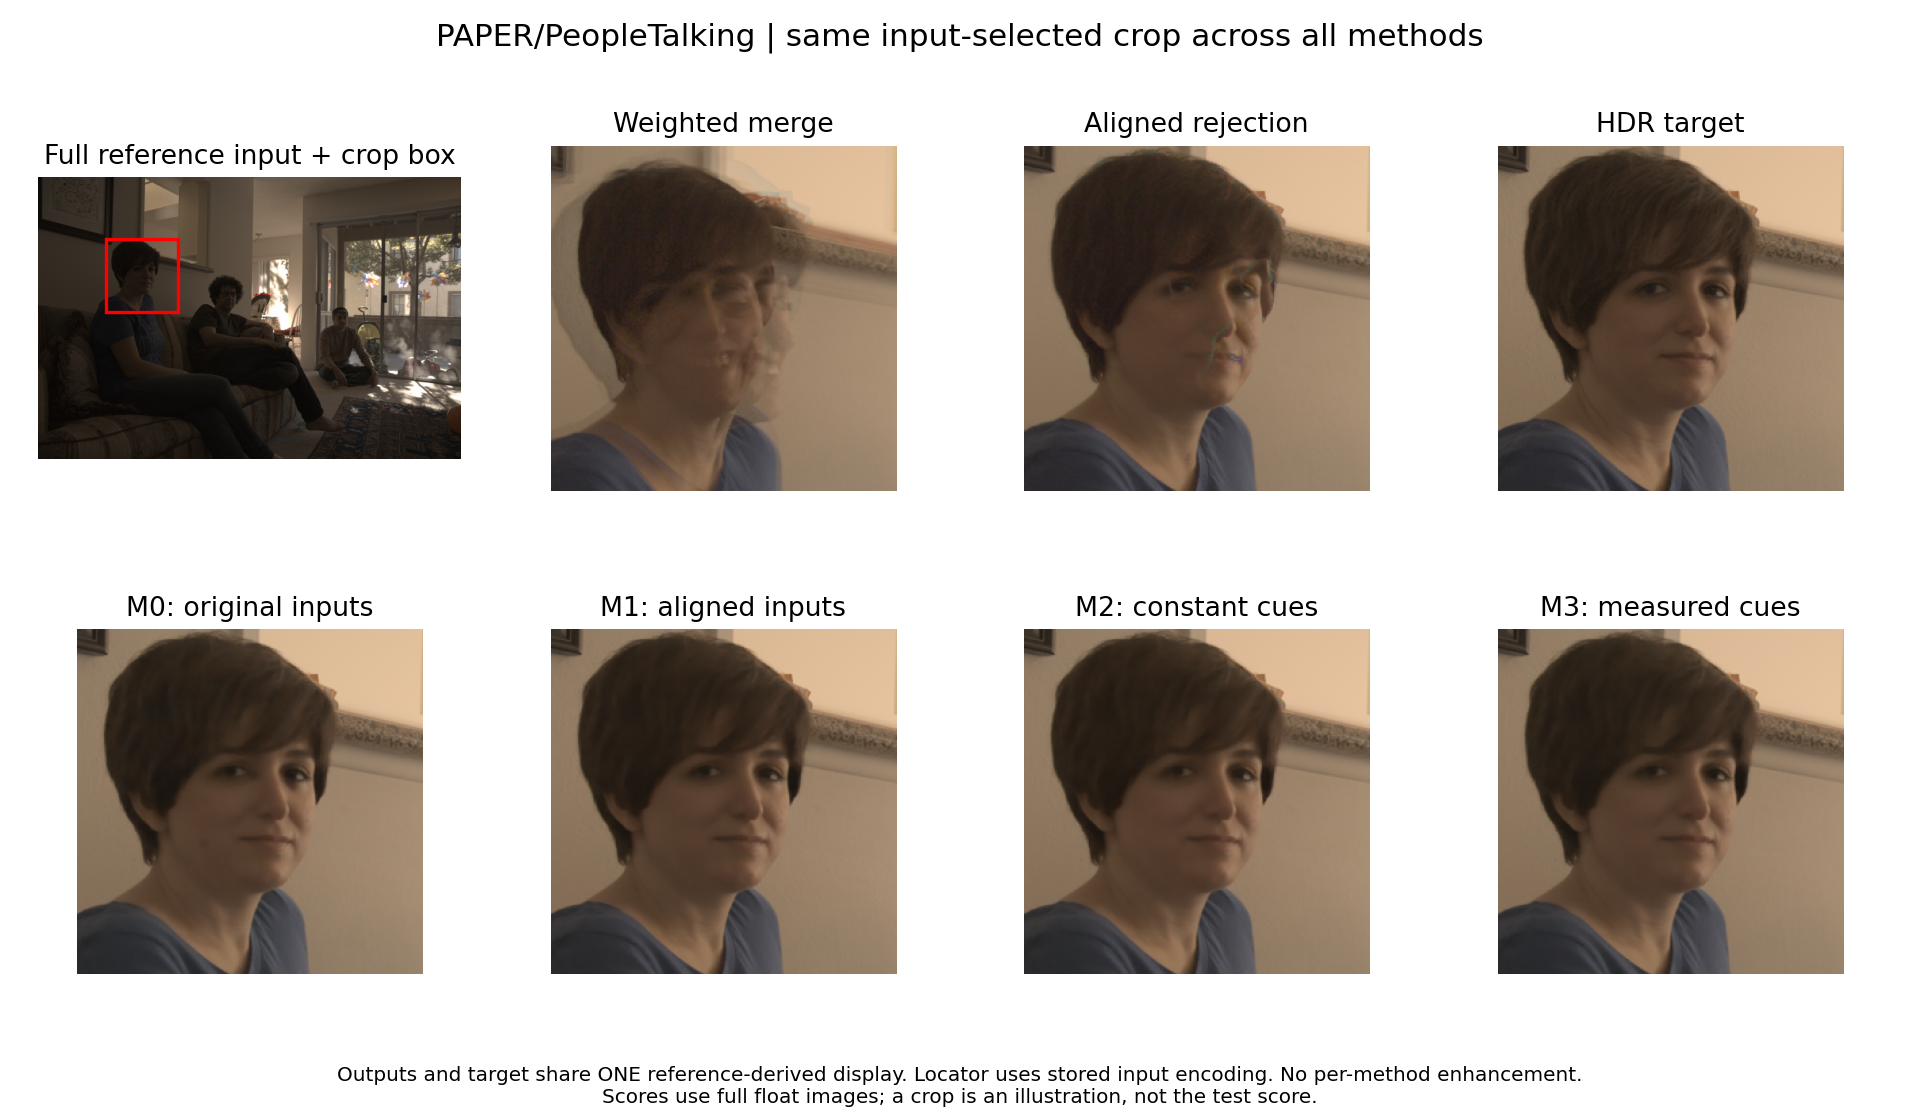 PAPER/PeopleTalking | same input-selected crop across all methods
Full reference input + crop box
Weighted merge
Aligned rejection
HDR target
M0: original inputs
M1: aligned inputs
M2: constant cues
M3: measured cues
Outputs and target share ONE reference-derived display. Locator uses stored input encoding. No per-method enhancement.
Scores use full float images; a crop is an illustration, not the test score.